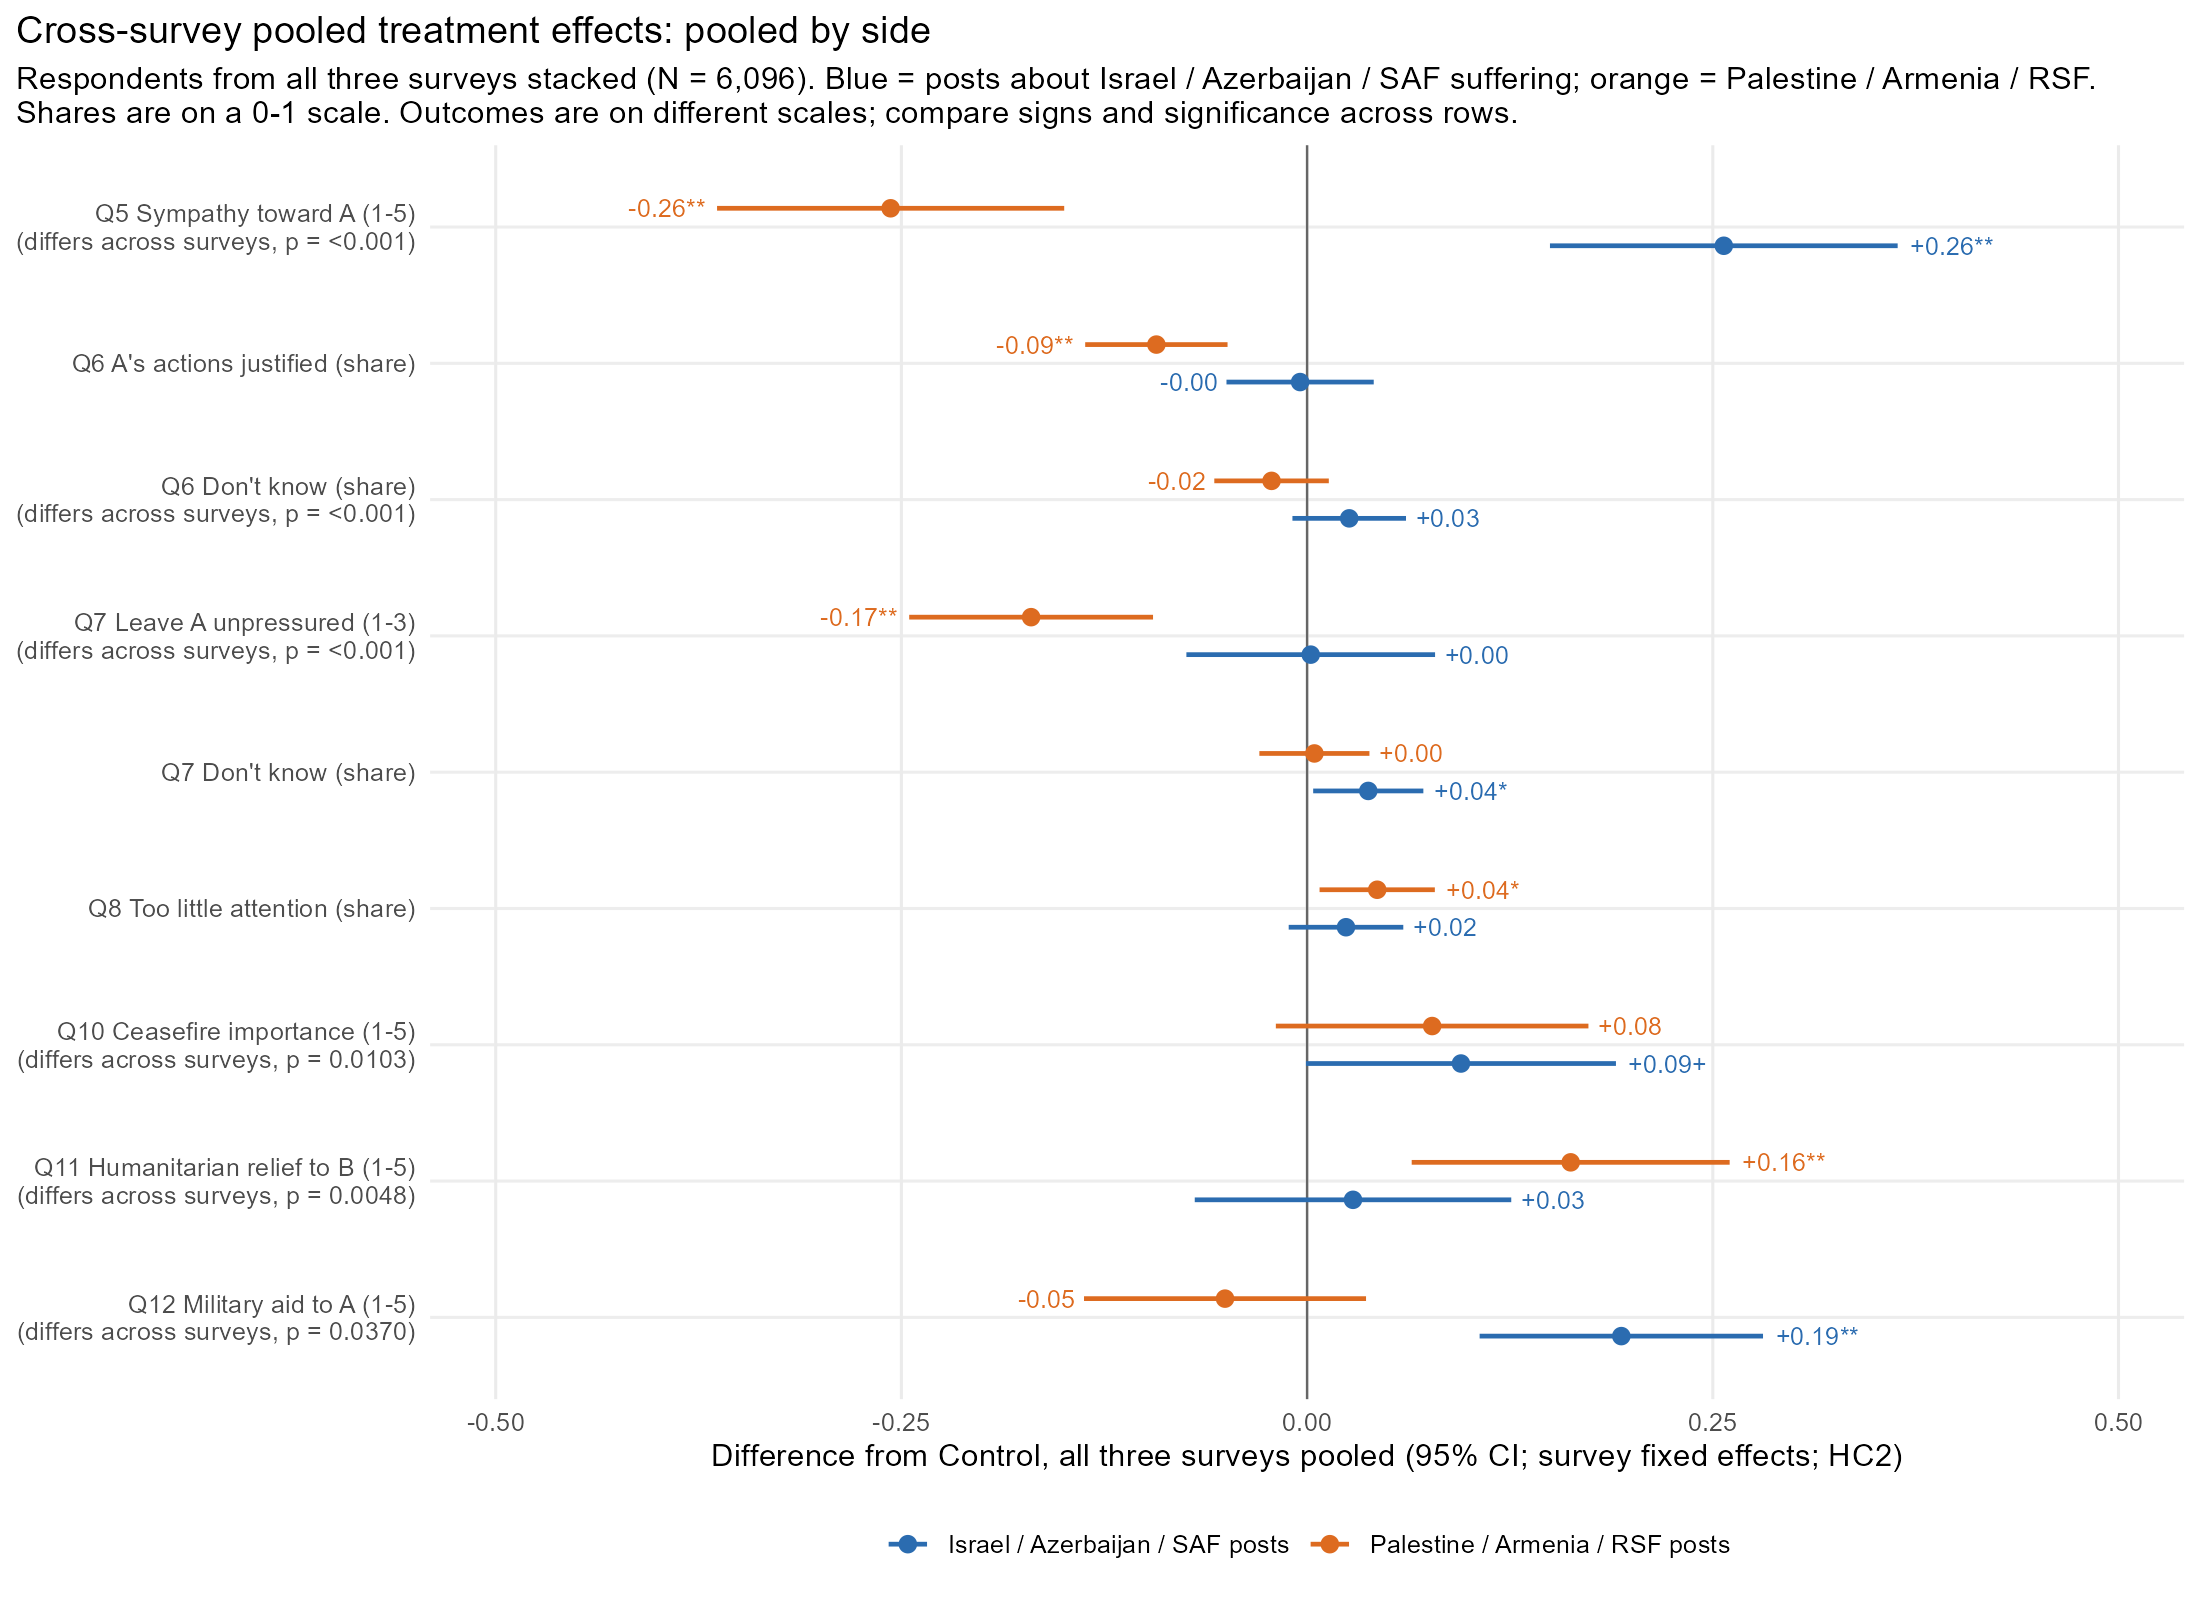 Cross-survey pooled treatment effects: pooled by side
Respondents from all three surveys stacked (N = 6,096). Blue = posts about Israel / Azerbaijan / SAF suffering; orange = Palestine / Armenia / RSF.
Shares are on a 0-1 scale. Outcomes are on different scales; compare signs and significance across rows.
Q5 Sympathy toward A (1-5)
(differs across surveys, p = <0.001)
-0.26**
+0.26**
Q6 A's actions justified (share)
-0.09**
-0.00
Q6 Don't know (share)
(differs across surveys, p = <0.001)
-0.02
+0.03
Q7 Leave A unpressured (1-3)
(differs across surveys, p = <0.001)
-0.17**
+0.00
Q7 Don't know (share)
+0.00
+0.04*
Q8 Too little attention (share)
+0.04*
+0.02
Q10 Ceasefire importance (1-5)
(differs across surveys, p = 0.0103)
+0.08
+0.09+
Q11 Humanitarian relief to B (1-5)
(differs across surveys, p = 0.0048)
+0.16**
+0.03
Q12 Military aid to A (1-5)
(differs across surveys, p = 0.0370)
-0.05
+0.19**
-0.50 -0.25 0.00 0.25 0.50
Difference from Control, all three surveys pooled (95% CI; survey fixed effects; HC2)
Israel / Azerbaijan / SAF posts Palestine / Armenia / RSF posts